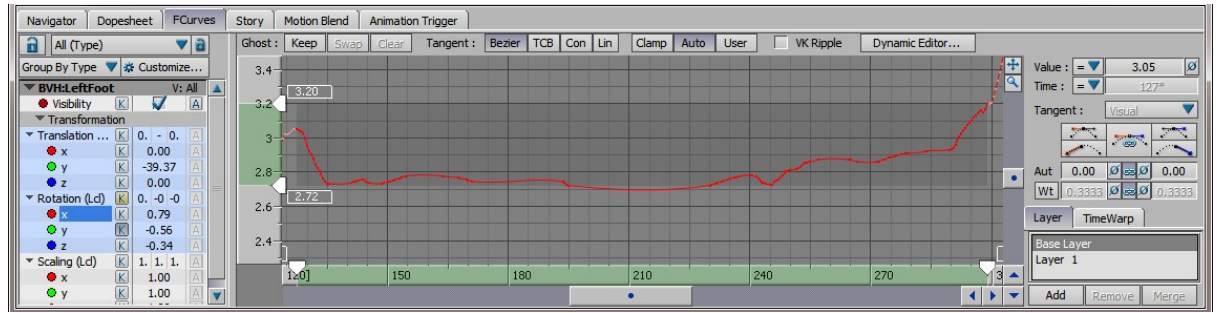 Navigator Dopesheet FCurves Story Motion Blend Animation Trigger
All (Type)
Ghost : Keep Swap Clear Tangent : Bezier TCB Con Lin Clamp Auto User VK Ripple Dynamic Editor...
Group By Type Customize...
BVH:LeftFoot V: All
Visibility K A
Transformation
Translation ... K 0. - 0. A
x K 0.00 A
y K -39.37 A
z K 0.00 A
Rotation (Lcl) K 0. -0 -0 A
x K 0.79 A
y K -0.56 A
z K -0.34 A
Scaling (Lcl) K 1. 1. 1. A
x K 1.00 A
y K 1.00 A
3.4
3.20
3.2
3
2.8
2.72
2.6
2.4
150 180 210 240 270
Value : = 3.05
Time : = 127*
Tangent : Visual
Aut 0.00 0.00
Wt 0.3333 0.3333
Layer TimeWarp
Base Layer
Layer 1
Add Remove Merge